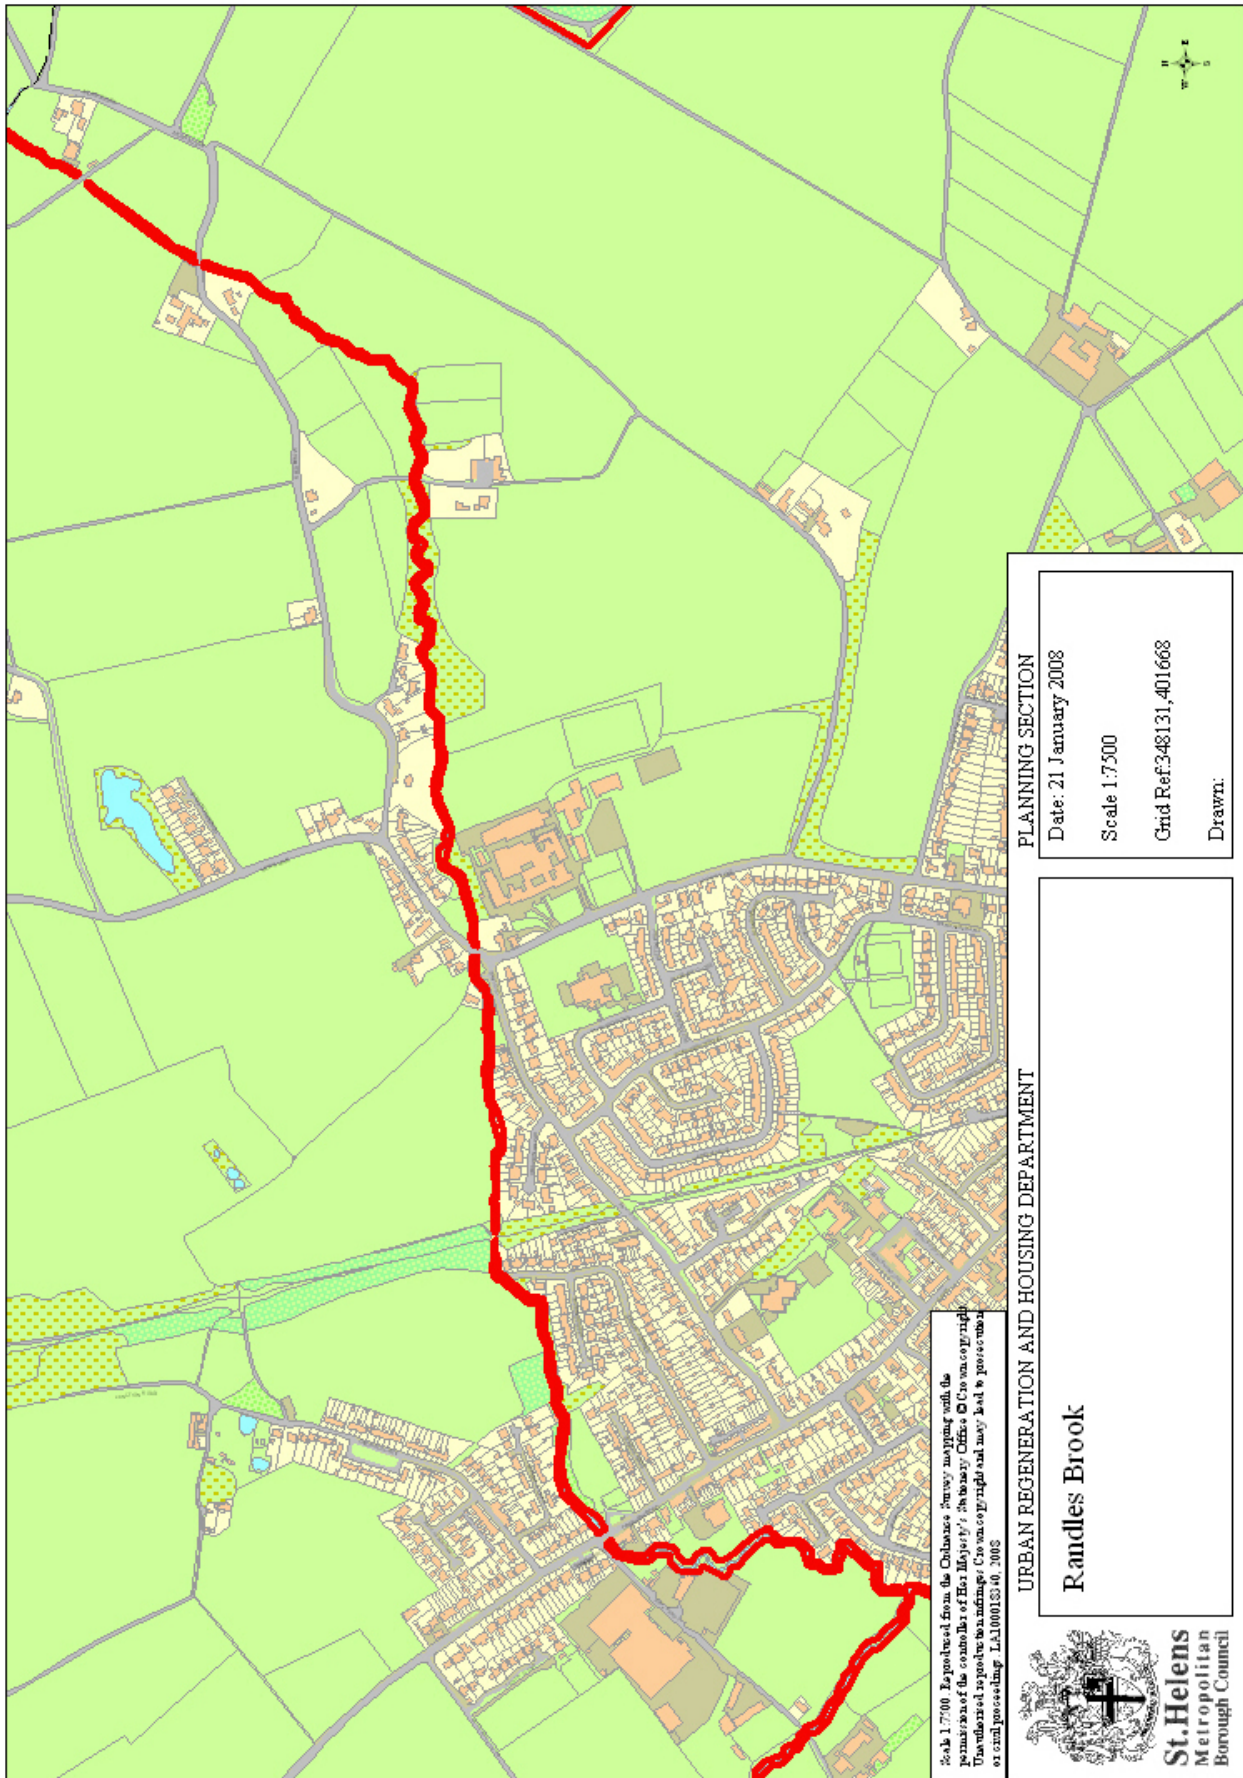 Scale 1:7500. Reproduced from the Ordnance Survey mapping with the
permission of the controller of Her Majesty's Stationery Office © Crown copyright
Unauthorised reproduction infringes Crown copyright and may lead to prosecution
or civil proceedings. LA100018340, 2008
URBAN REGENERATION AND HOUSING DEPARTMENT
PLANNING SECTION
Randles Brook
Date: 21 January 2008
Scale 1:7500
Grid Ref:348131,401668
Drawn:
St.Helens
Metropolitan
Borough Council
N
W E
S